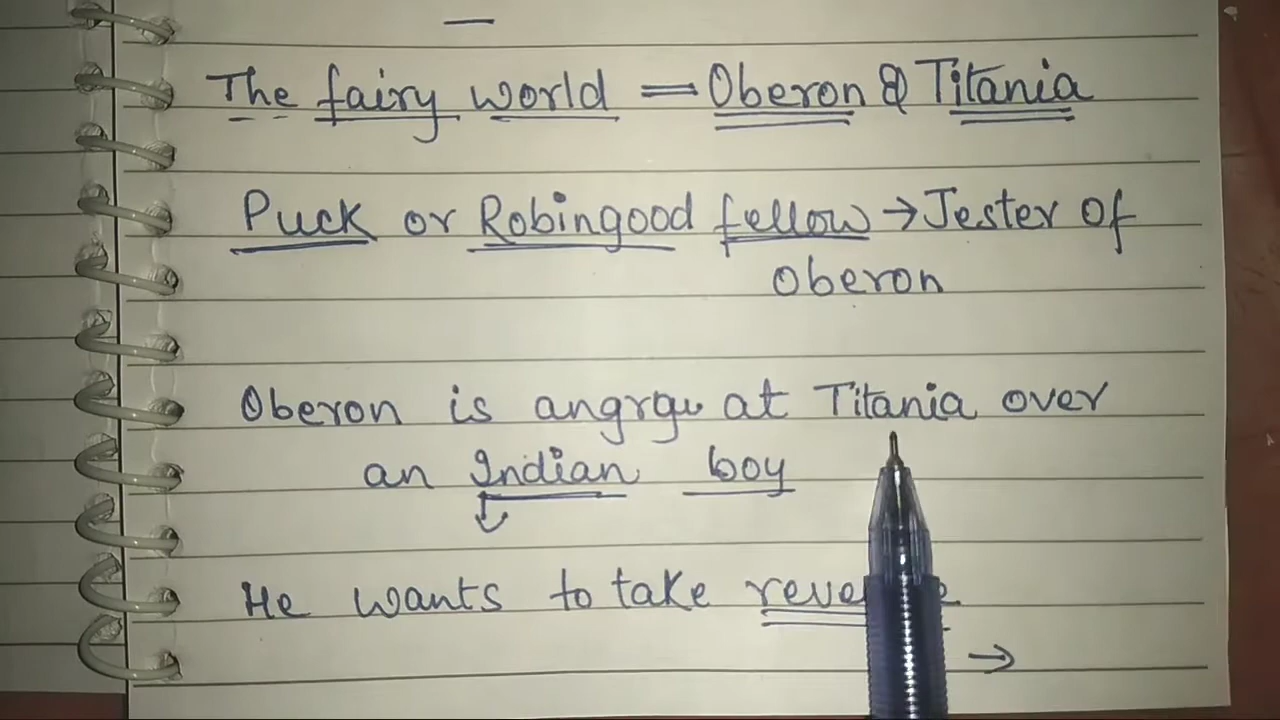 The fairy world = Oberon & Titania
Puck or Robingood fellow → Jester of
Oberon
Oberon is angrgu at Titania over
an Indian boy
↓
He wants to take
→